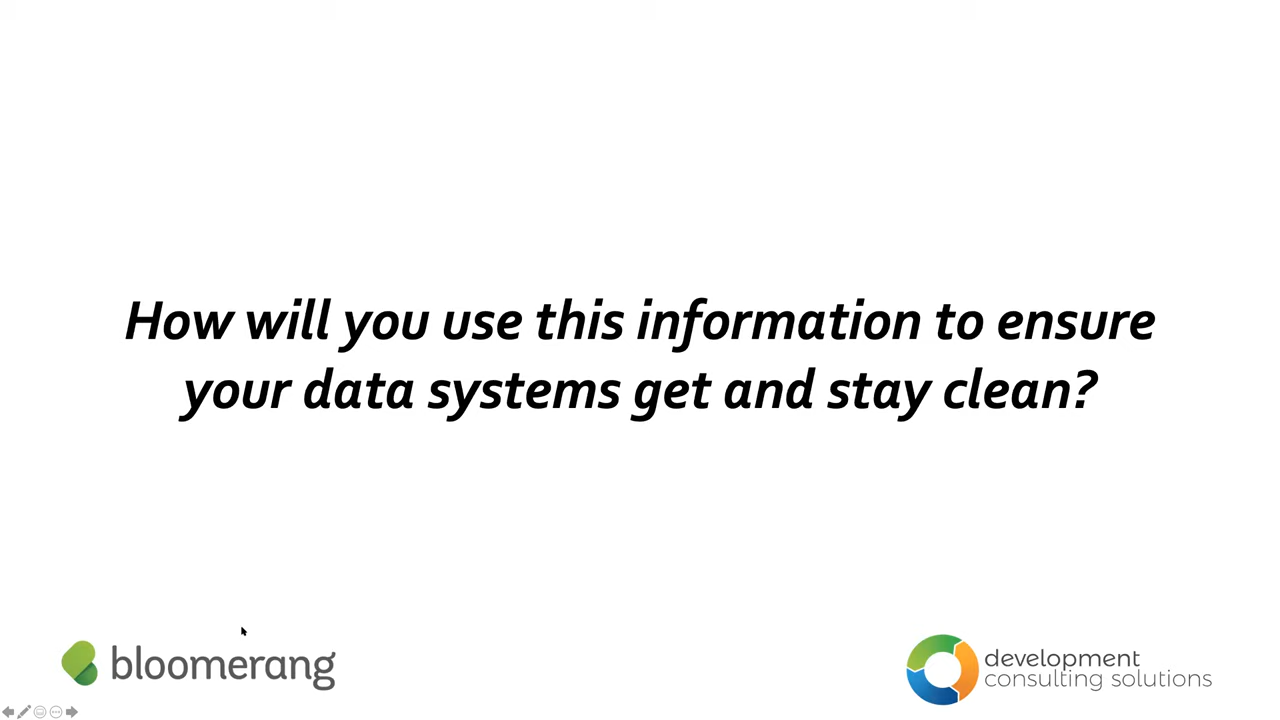 How will you use this information to ensure
your data systems get and stay clean?
bloomerang
development
consulting solutions